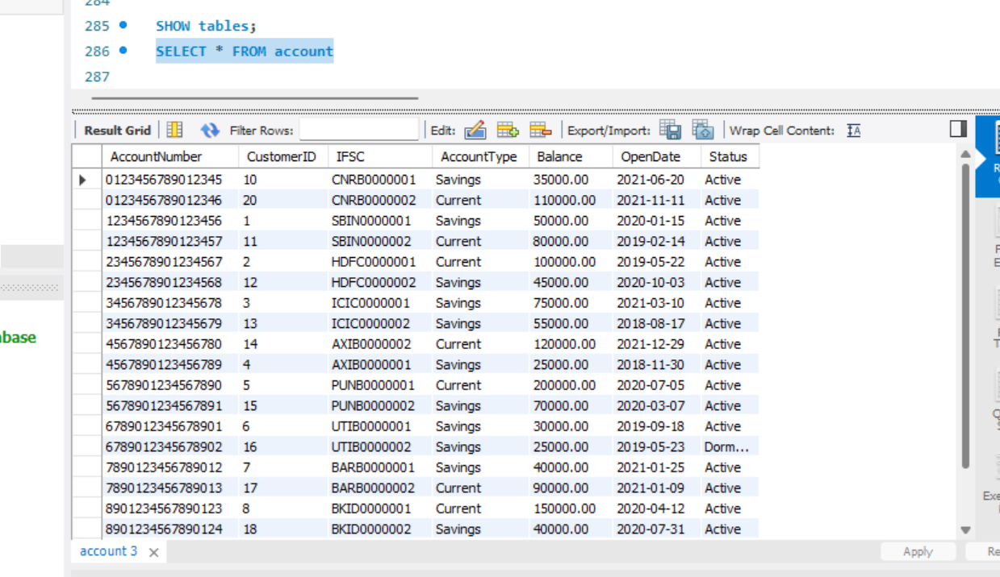 284
285 SHOW tables;
286 SELECT * FROM account
287
Result Grid Filter Rows: Edit: Export/Import: Wrap Cell Content: IA
AccountNumber CustomerID IFSC AccountType Balance OpenDate Status
0123456789012345 10 CNRB0000001 Savings 35000.00 2021-06-20 Active
0123456789012346 20 CNRB0000002 Current 110000.00 2021-11-11 Active
1234567890123456 1 SBIN0000001 Savings 50000.00 2020-01-15 Active
1234567890123457 11 SBIN0000002 Current 80000.00 2019-02-14 Active
2345678901234567 2 HDFC0000001 Current 100000.00 2019-05-22 Active
2345678901234568 12 HDFC0000002 Savings 45000.00 2020-10-03 Active
3456789012345678 3 ICIC0000001 Savings 75000.00 2021-03-10 Active
3456789012345679 13 ICIC0000002 Savings 55000.00 2018-08-17 Active
4567890123456780 14 AXIB0000002 Current 120000.00 2021-12-29 Active
4567890123456789 4 AXIB0000001 Savings 25000.00 2018-11-30 Active
5678901234567890 5 PUNB0000001 Current 200000.00 2020-07-05 Active
5678901234567891 15 PUNB0000002 Savings 70000.00 2020-03-07 Active
6789012345678901 6 UTIB0000001 Savings 30000.00 2019-09-18 Active
6789012345678902 16 UTIB0000002 Savings 25000.00 2019-05-23 Dorm...
7890123456789012 7 BARB0000001 Savings 40000.00 2021-01-25 Active
7890123456789013 17 BARB0000002 Current 90000.00 2021-01-09 Active
8901234567890123 8 BKID0000001 Current 150000.00 2020-04-12 Active
8901234567890124 18 BKID0000002 Savings 40000.00 2020-07-31 Active
account 3 Apply